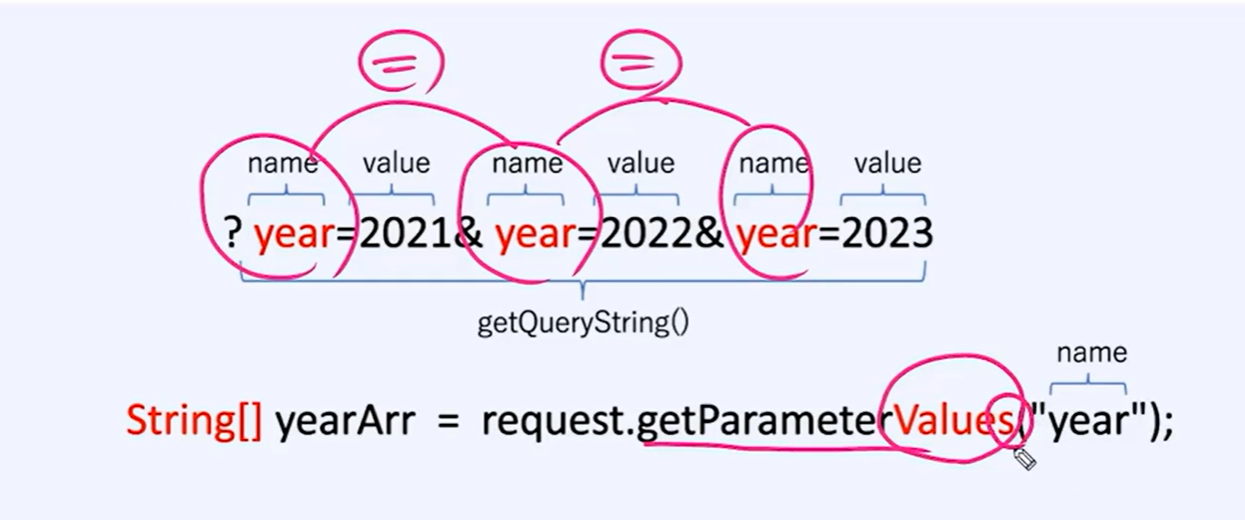 = =
name value name value name value
? year=2021& year=2022& year=2023
getQueryString()
name
String[] yearArr = request.getParameterValues("year");